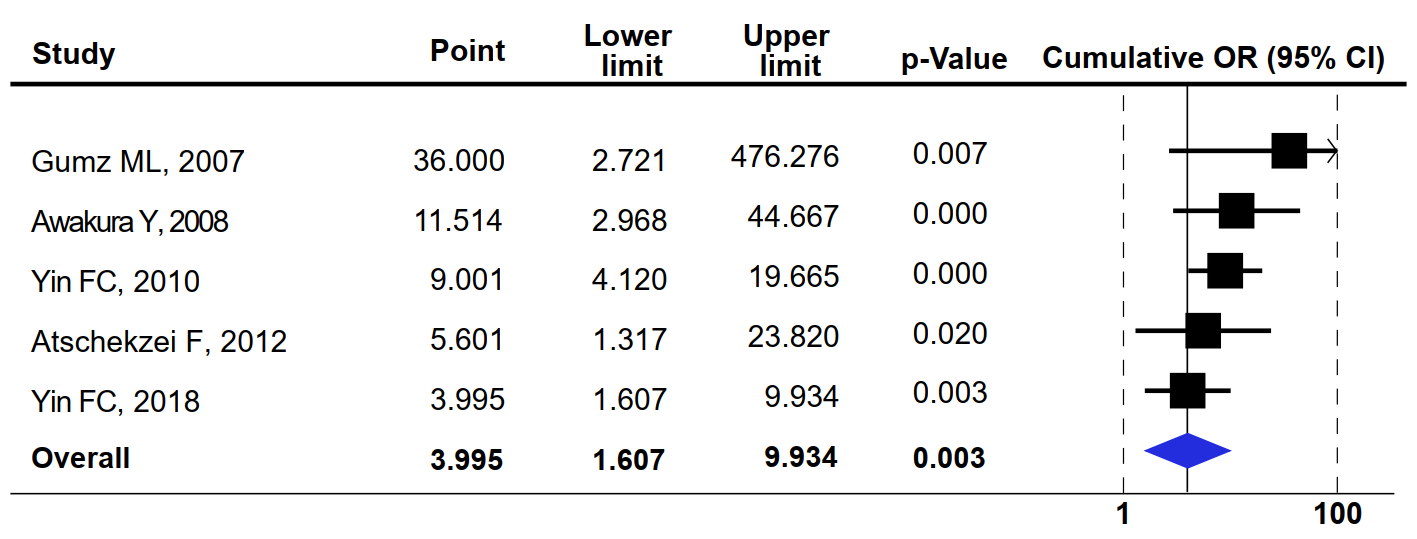 Study Point Lower limit Upper limit p-Value Cumulative OR (95% CI)
Gumz ML, 2007 36.000 2.721 476.276 0.007
Awakura Y, 2008 11.514 2.968 44.667 0.000
Yin FC, 2010 9.001 4.120 19.665 0.000
Atschekzei F, 2012 5.601 1.317 23.820 0.020
Yin FC, 2018 3.995 1.607 9.934 0.003
Overall 3.995 1.607 9.934 0.003
1 100